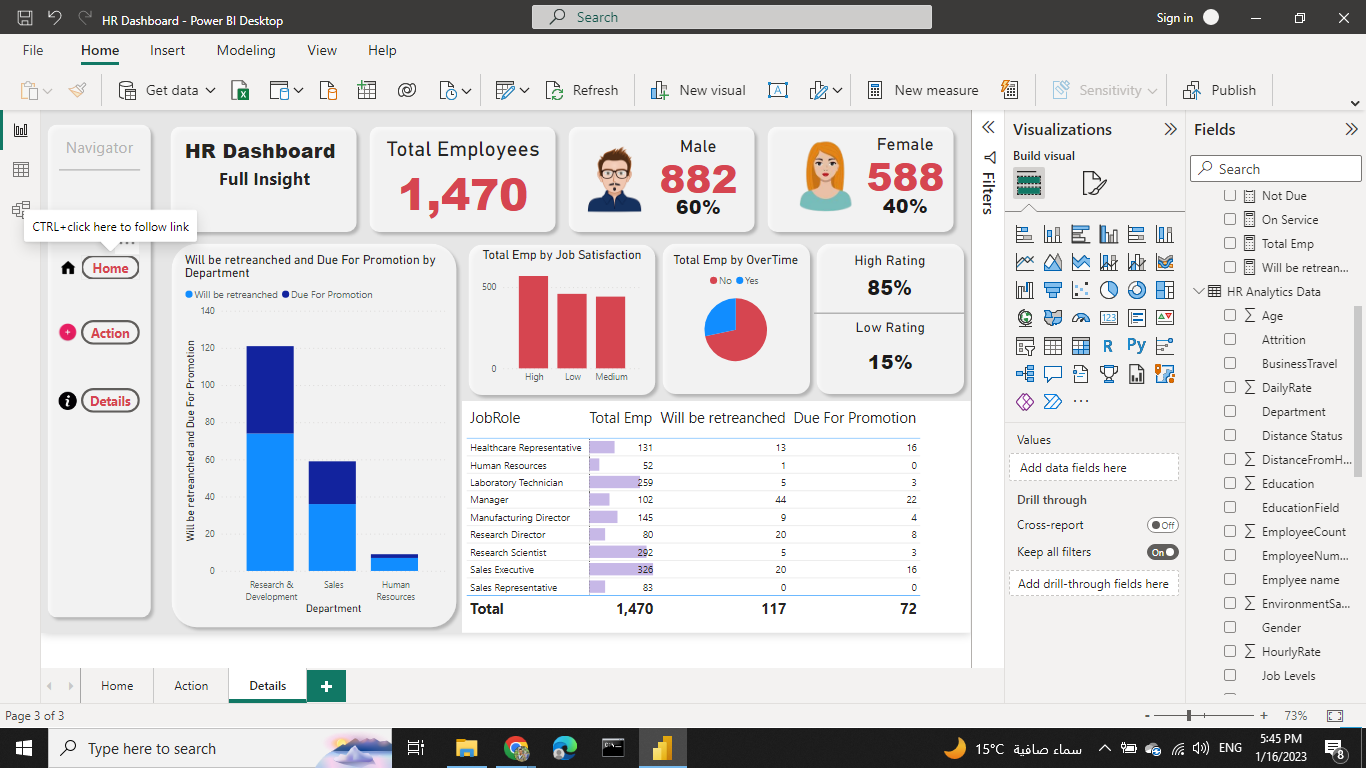 HR Dashboard - Power BI Desktop
Search
Sign in
File
Home
Insert
Modeling
View
Help
Get data
Refresh
New visual
New measure
Sensitivity
Publish
Navigator
CTRL+click here to follow link
Home
Action
Details
HR Dashboard
Full Insight
Total Employees
1,470
Male
882
60%
Female
588
40%
Will be retreanched and Due For Promotion by
Department
Will be retreanched Due For Promotion
Will be retreanched and Due For Promotion
140
120
100
80
60
40
20
0
Research &
Development
Sales
Human
Resources
Department
Total Emp by Job Satisfaction
500
0
High Low Medium
Total Emp by OverTime
No Yes
High Rating
85%
Low Rating
15%
JobRole Total Emp Will be retreanched Due For Promotion
Healthcare Representative 131 13 16
Human Resources 52 1 0
Laboratory Technician 259 5 3
Manager 102 44 22
Manufacturing Director 145 9 4
Research Director 80 20 8
Research Scientist 292 5 3
Sales Executive 326 20 16
Sales Representative 83 0 0
Total 1,470 117 72
Filters
Visualizations
Build visual
123
R
Py
Values
Add data fields here
Drill through
Cross-report
Off
Keep all filters
On
Add drill-through fields here
Fields
Search
Not Due
On Service
Total Emp
Will be retrean...
HR Analytics Data
Age
Attrition
BusinessTravel
DailyRate
Department
Distance Status
DistanceFromH...
Education
EducationField
EmployeeCount
EmployeeNum...
Emplyee name
EnvironmentSa...
Gender
HourlyRate
Job Levels
Home
Action
Details
Page 3 of 3
- + 73%
Type here to search
15°C سماء صافية
ENG
5:45 PM
1/16/2023
8